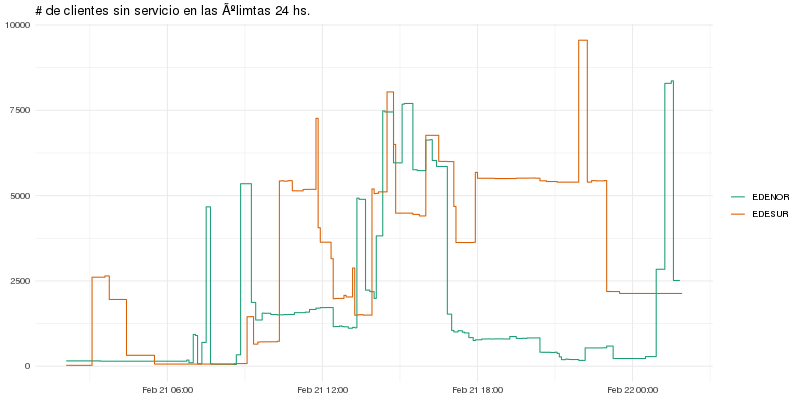 # de clientes sin servicio en las Ãºlimtas 24 hs.
10000
7500
5000
2500
0
Feb 21 06:00
Feb 21 12:00
Feb 21 18:00
Feb 22 00:00
EDENOR
EDESUR